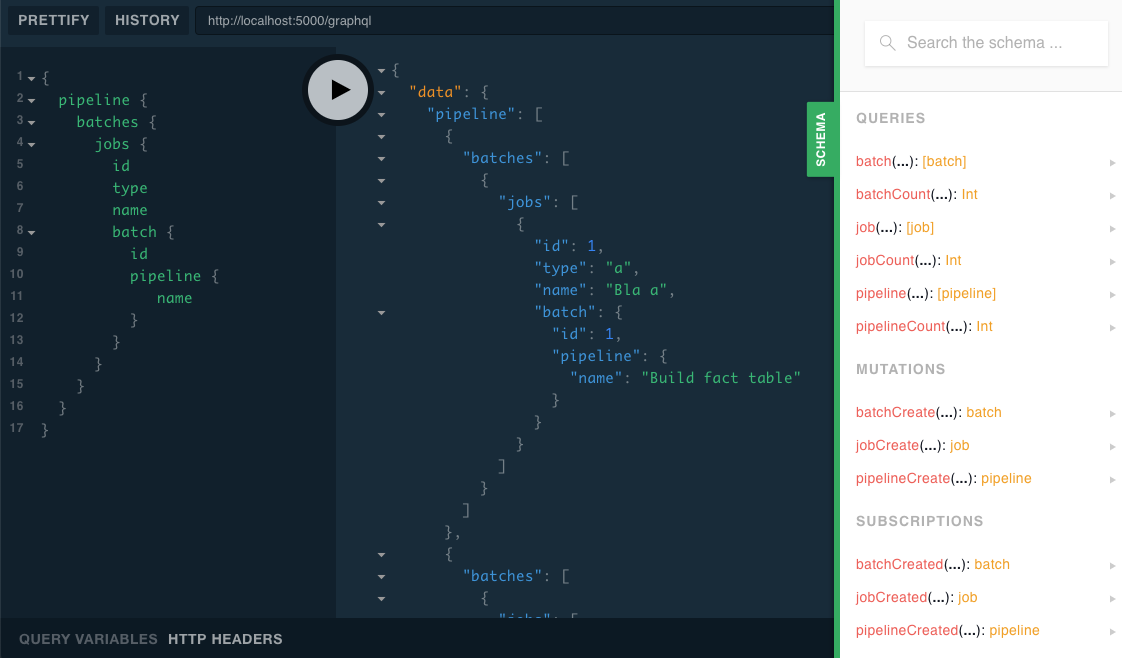 PRETTIFY HISTORY http://localhost:5000/graphql
1 {
2 pipeline {
3 batches {
4 jobs {
5 id
6 type
7 name
8 batch {
9 id
10 pipeline {
11 name
12 }
13 }
14 }
15 }
16 }
17 }
{
"data": {
"pipeline": [
{
"batches": [
{
"jobs": [
{
"id": 1,
"type": "a",
"name": "Bla a",
"batch": {
"id": 1,
"pipeline": {
"name": "Build fact table"
}
}
}
]
}
]
},
{
"batches": [
{
"jobs": [
QUERY VARIABLES HTTP HEADERS
SCHEMA
Search the schema ...
QUERIES
batch(...): [batch]
batchCount(...): Int
job(...): [job]
jobCount(...): Int
pipeline(...): [pipeline]
pipelineCount(...): Int
MUTATIONS
batchCreate(...): batch
jobCreate(...): job
pipelineCreate(...): pipeline
SUBSCRIPTIONS
batchCreated(...): batch
jobCreated(...): job
pipelineCreated(...): pipeline